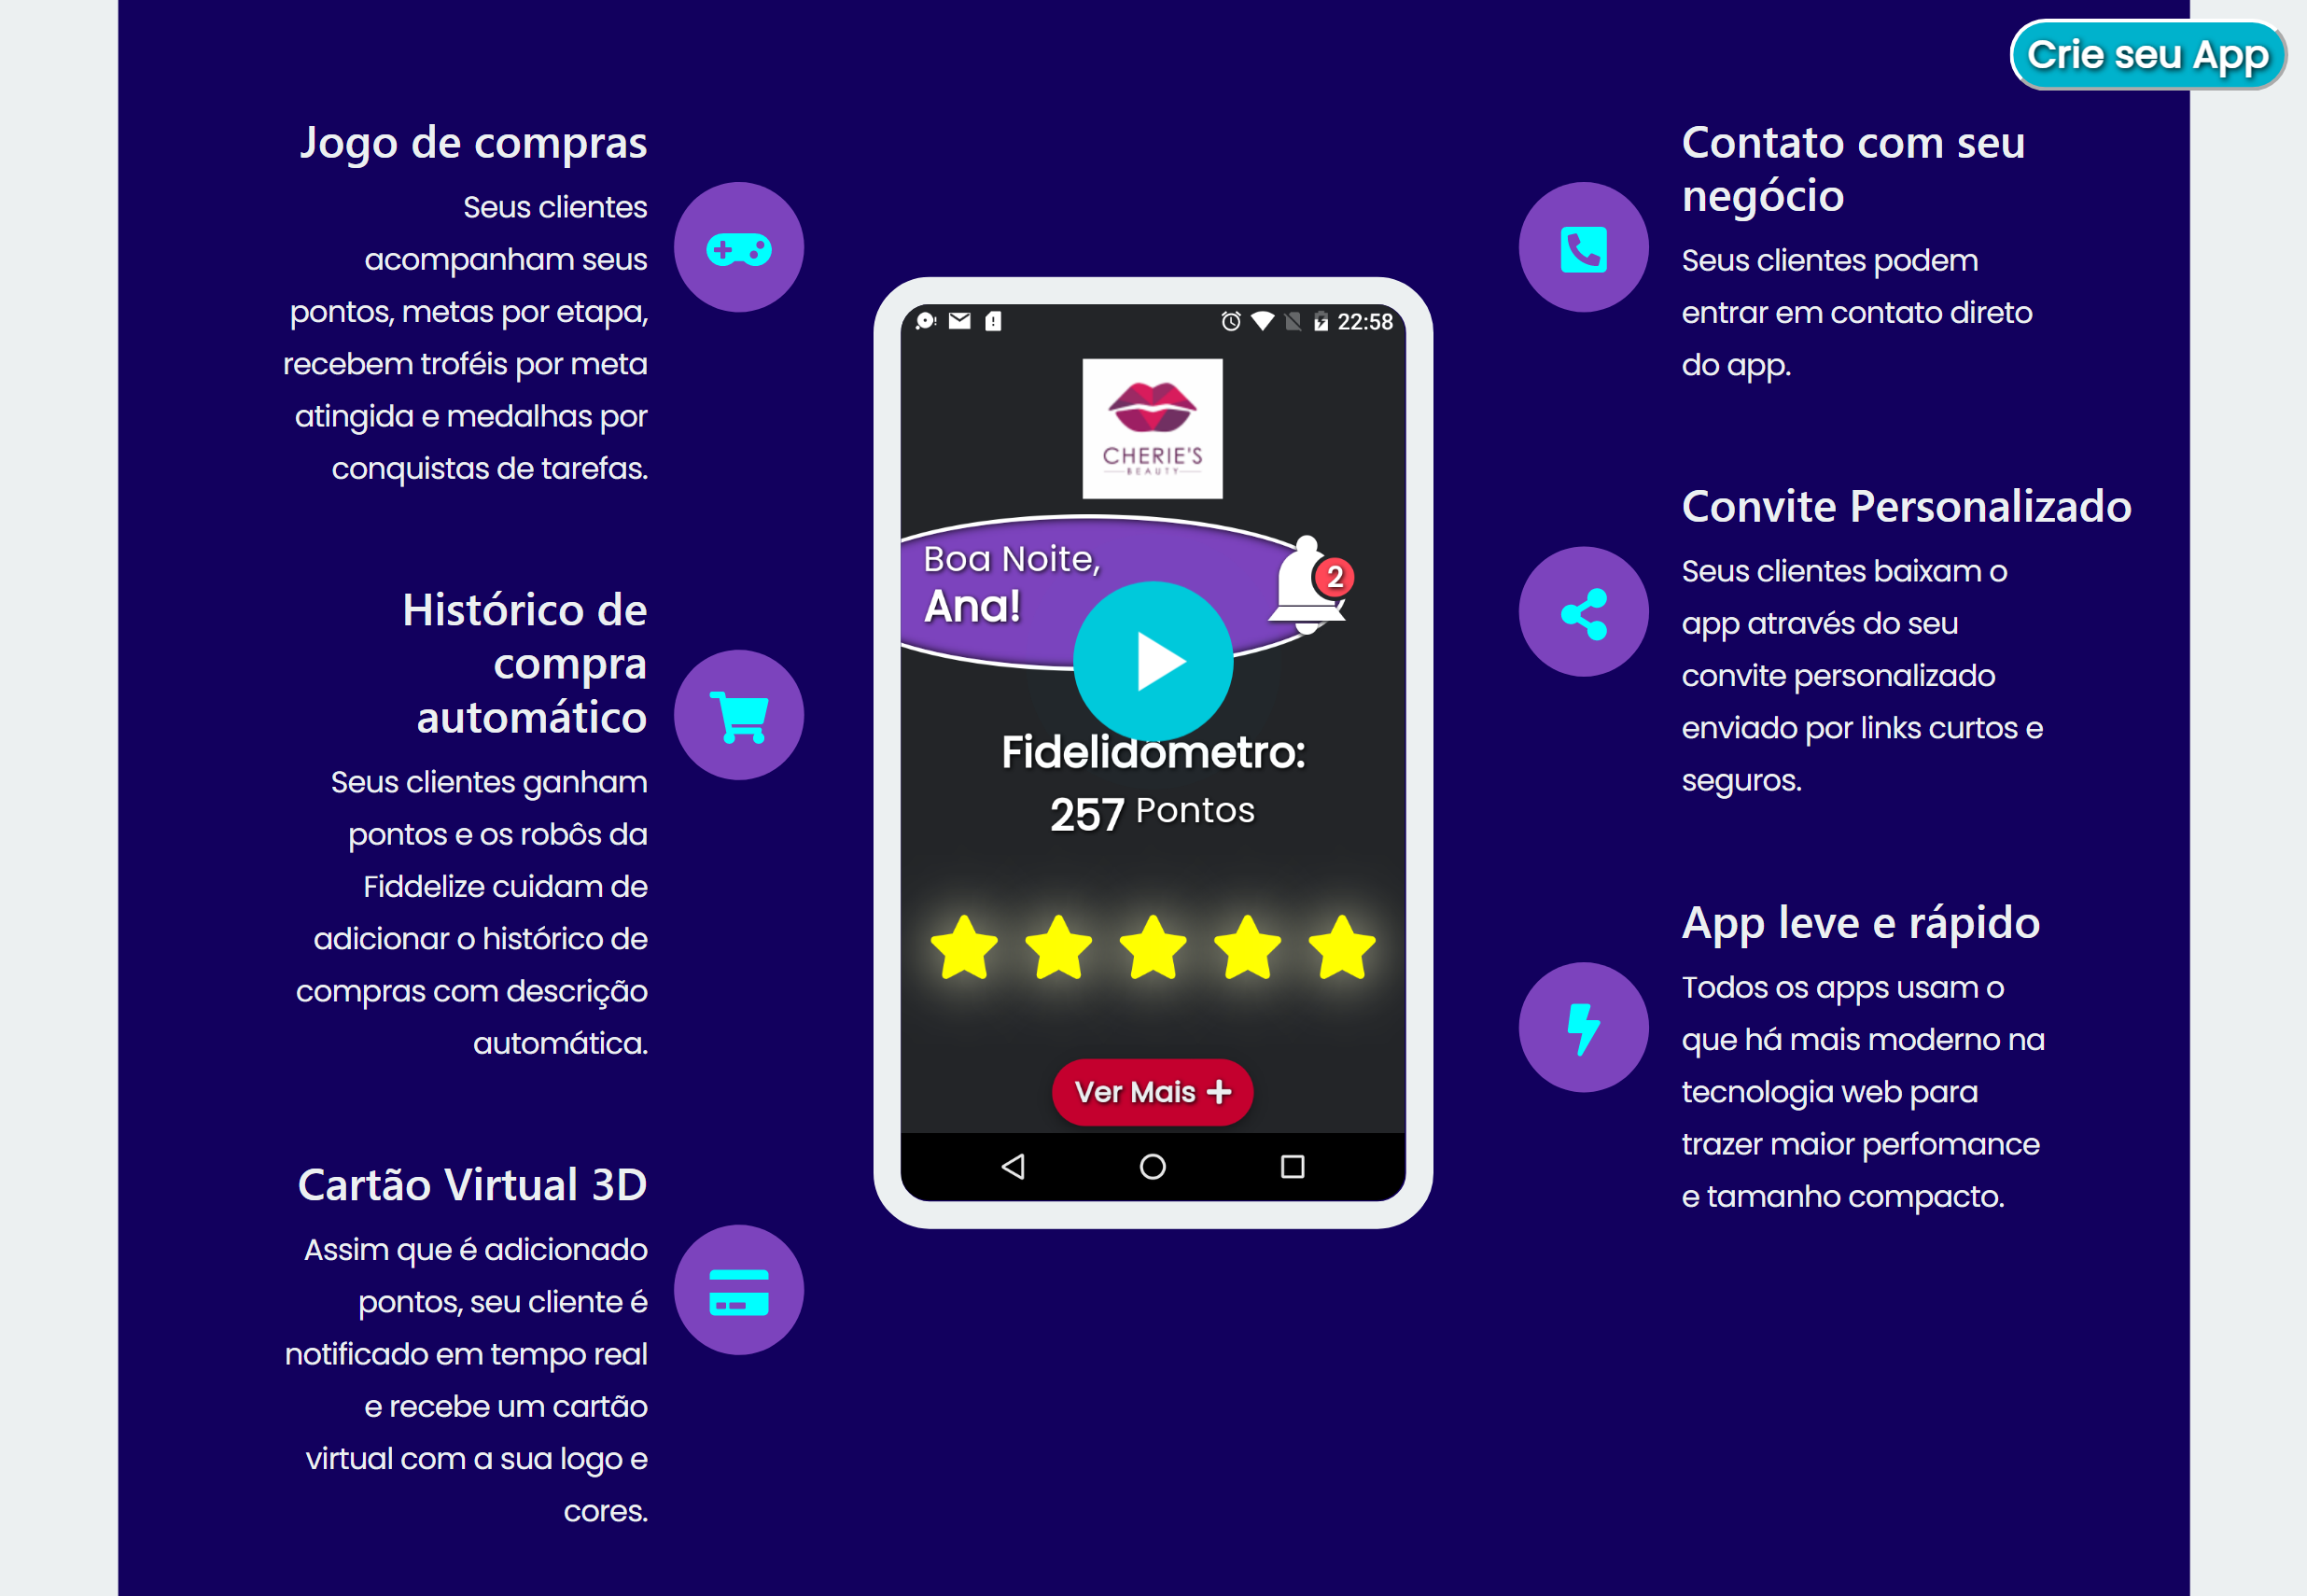 Crie seu App
Jogo de compras
Seus clientes
acompanham seus
pontos, metas por etapa,
recebem troféis por meta
atingida e medalhas por
conquistas de tarefas.
Histórico de
compra
automático
Seus clientes ganham
pontos e os robôs da
Fiddelize cuidam de
adicionar o histórico de
compras com descrição
automática.
Cartão Virtual 3D
Assim que é adicionado
pontos, seu cliente é
notificado em tempo real
e recebe um cartão
virtual com a sua logo e
cores.
22:58
CHERIE'S
BEAUTY
Boa Noite,
Ana!
2
Fidelidômetro:
257 Pontos
Ver Mais +
Contato com seu
negócio
Seus clientes podem
entrar em contato direto
do app.
Convite Personalizado
Seus clientes baixam o
app através do seu
convite personalizado
enviado por links curtos e
seguros.
App leve e rápido
Todos os apps usam o
que há mais moderno na
tecnologia web para
trazer maior perfomance
e tamanho compacto.